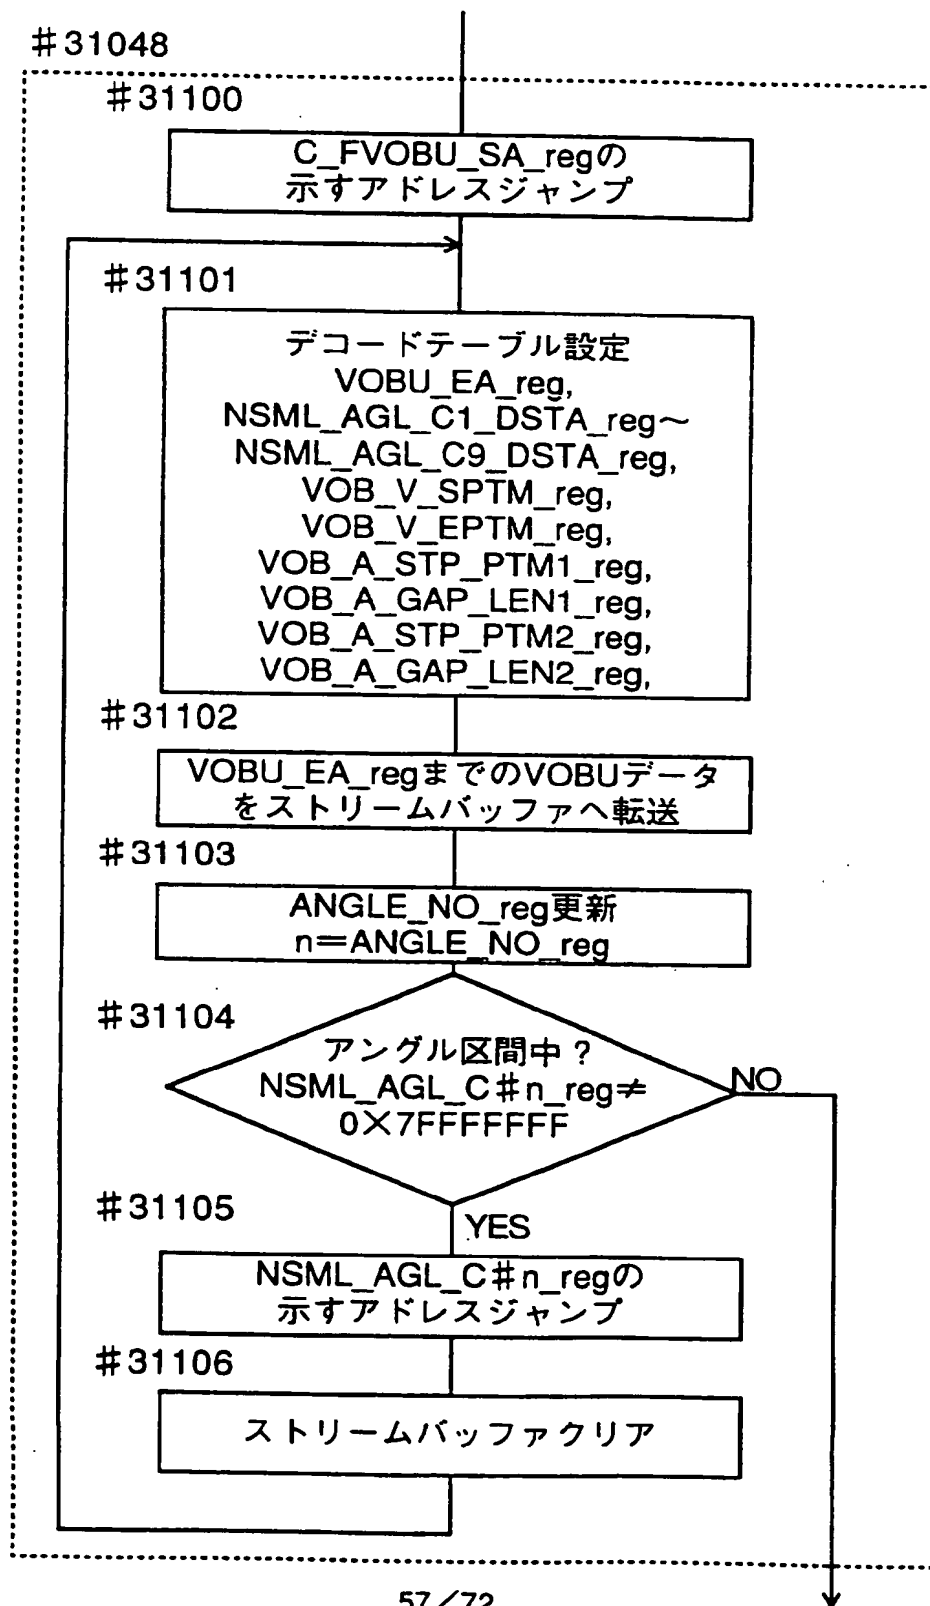 #31048
#31100
C_FVOBU_SA_regの
示すアドレスジャンプ
#31101
デコードテーブル設定
VOBU_EA_reg,
NSML_AGL_C1_DSTA_reg～
NSML_AGL_C9_DSTA_reg,
VOB_V_SPTM_reg,
VOB_V_EPTM_reg,
VOB_A_STP_PTM1_reg,
VOB_A_GAP_LEN1_reg,
VOB_A_STP_PTM2_reg,
VOB_A_GAP_LEN2_reg,
#31102
VOBU_EA_regまでのVOBUデータ
をストリームバッファへ転送
#31103
ANGLE_NO_reg更新
n=ANGLE_NO_reg
#31104
アングル区間中？
NSML_AGL_C#n_reg≠
0×7FFFFFFF
NO
#31105
YES
NSML_AGL_C#n_regの
示すアドレスジャンプ
#31106
ストリームバッファクリア
57/72